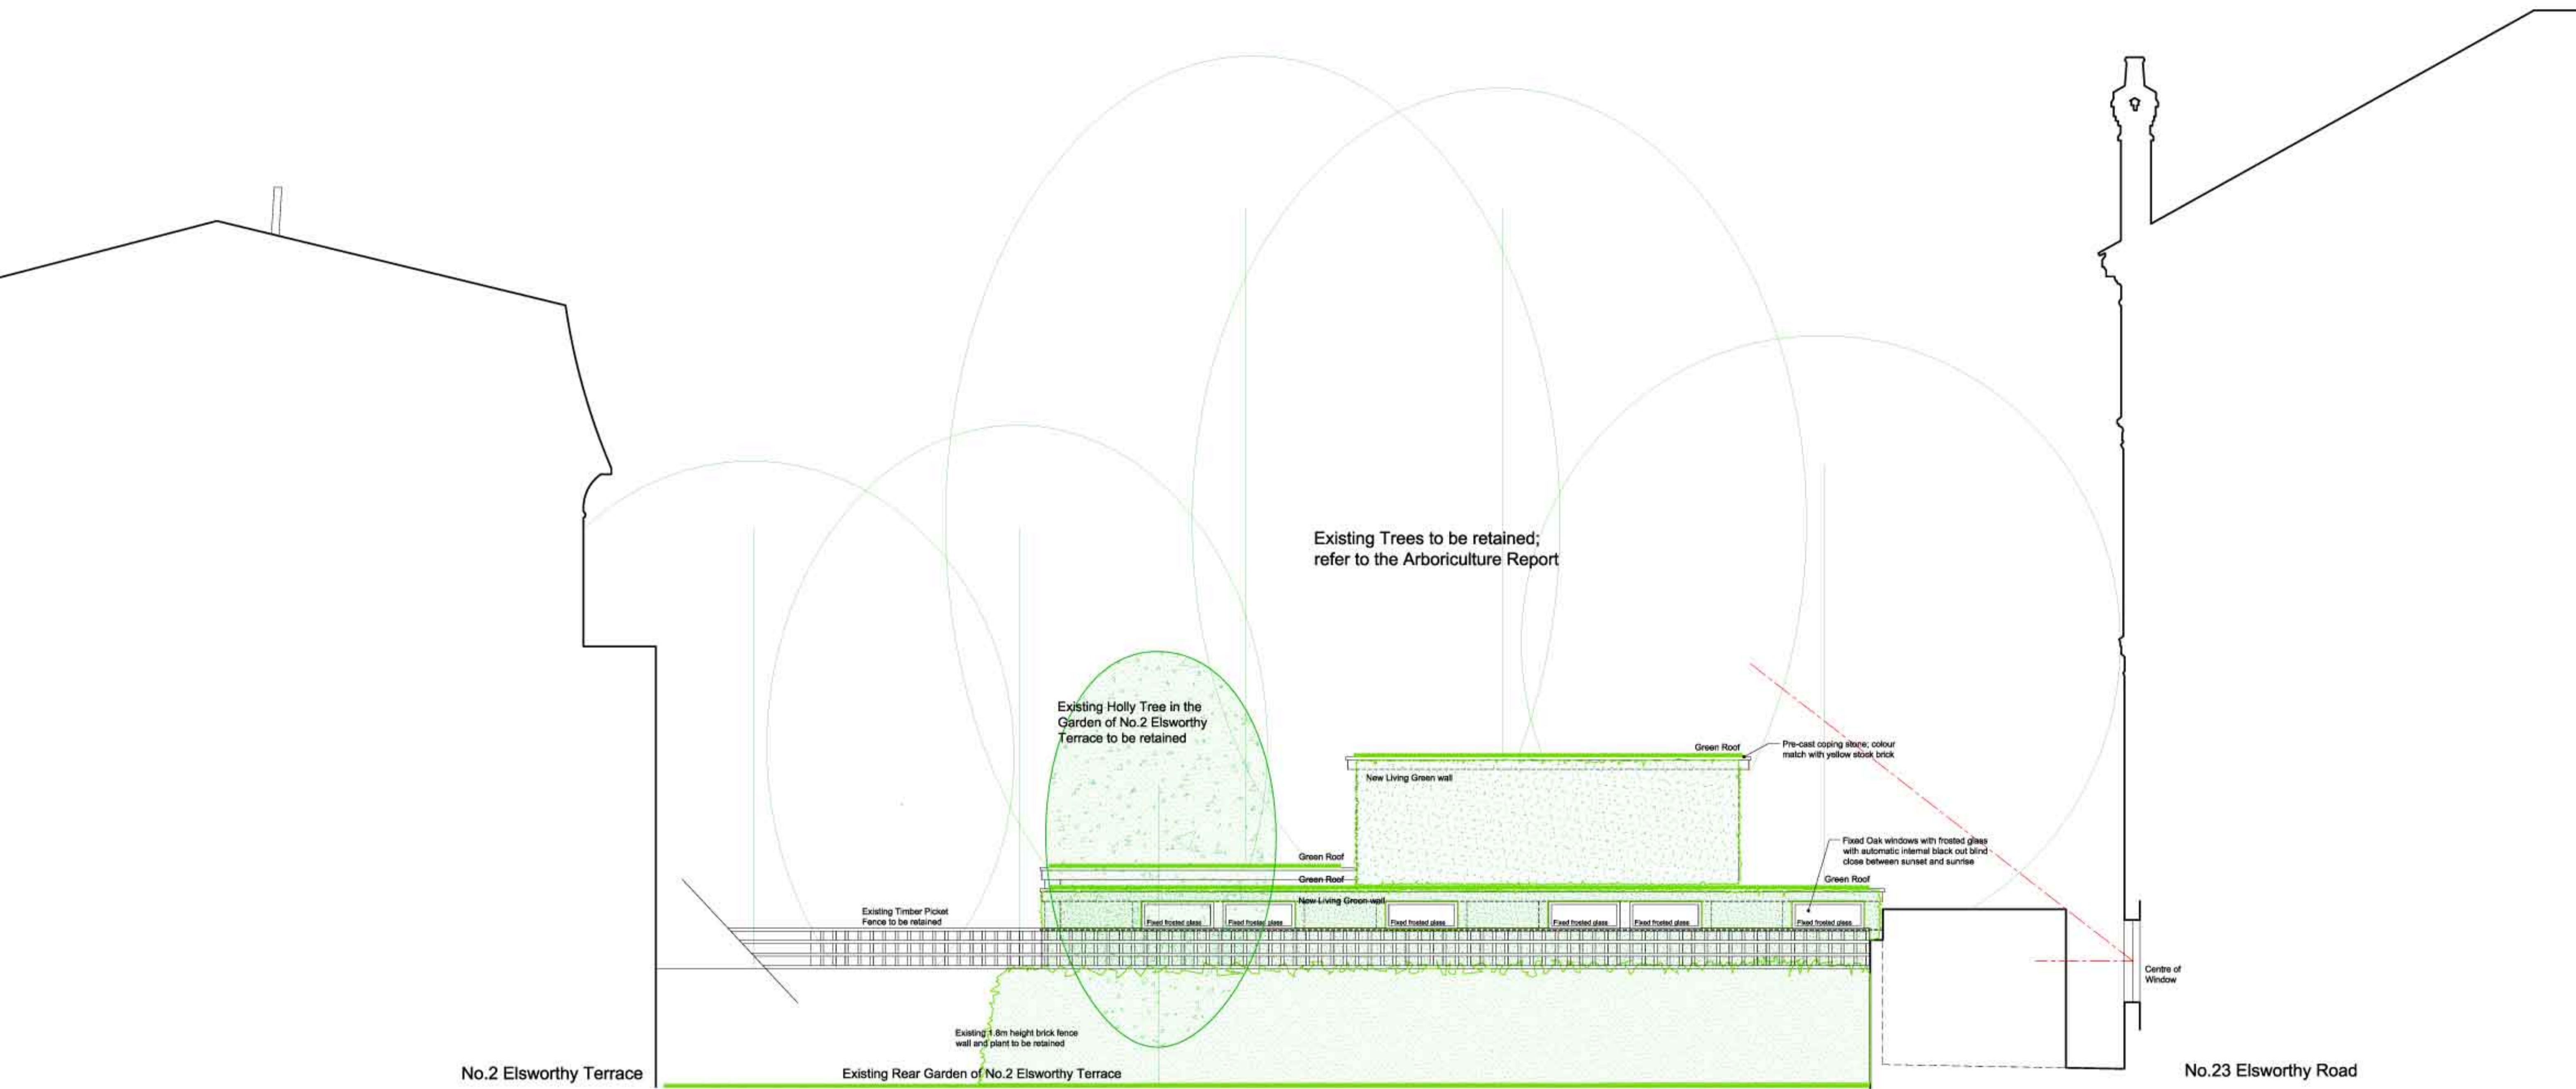 Existing Trees to be retained;
refer to the Arboriculture Report
Existing Holly Tree in the
Garden of No.2 Elsworthy
Terrace to be retained
Green Roof
Pre-cast coping stone; colour
match with yellow stock brick
New Living Green wall
Fixed Oak windows with frosted glass
with automatic internal black out blind
close between sunset and sunrise
Green Roof
Green Roof
Green Roof
New Living Green wall
Existing Timber Picket
Fence to be retained
Fixed frosted glass
Fixed frosted glass
Fixed frosted glass
Fixed frosted glass
Fixed frosted glass
Fixed frosted glass
Centre of
Window
Existing 1.8m height brick fence
wall and plant to be retained
No.2 Elsworthy Terrace
Existing Rear Garden of No.2 Elsworthy Terrace
No.23 Elsworthy Road